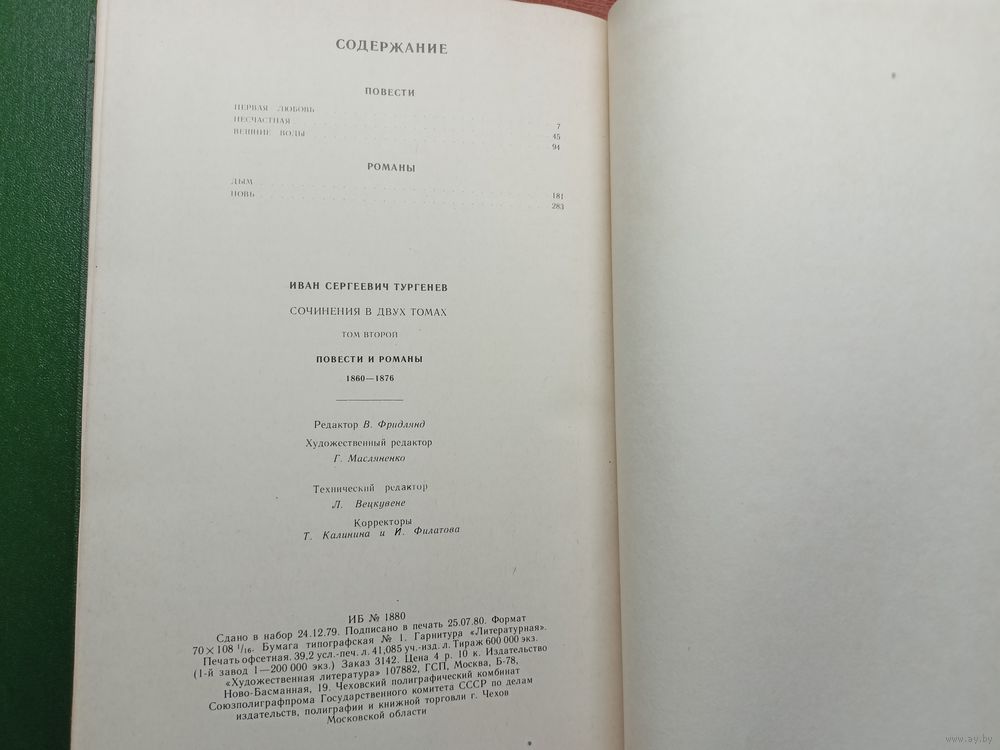 СОДЕРЖАНИЕ
ПОВЕСТИ
ПЕРВАЯ ЛЮБОВЬ
НЕСЧАСТНАЯ 7
ВЕШНИЕ ВОДЫ 45
94
РОМАНЫ
ДЫМ
НОВЬ 181
283
ИВАН СЕРГЕЕВИЧ ТУРГЕНЕВ
СОЧИНЕНИЯ В ДВУХ ТОМАХ
ТОМ ВТОРОЙ
ПОВЕСТИ И РОМАНЫ
1860—1876
Редактор В. Фридлянд
Художественный редактор
Г. Масляненко
Технический редактор
Л. Вецкувене
Корректоры
Т. Калинина и И. Филатова
ИБ № 1880
Сдано в набор 24.12.79. Подписано в печать 25.07.80. Формат
70×108 1/16. Бумага типографская № 1. Гарнитура «Литературная».
Печать офсетная. 39,2 усл.-печ. л. 41,085 уч.-изд. л. Тираж 600 000 экз.
(1-й завод 1—200 000 экз.) Заказ 3142. Цена 4 р. 10 к. Издательство
«Художественная литература» 107882, ГСП, Москва, Б-78,
Ново-Басманная, 19. Чеховский полиграфический комбинат
Союзполиграфпрома Государственного комитета СССР по делам
издательств, полиграфии и книжной торговли г. Чехов
Московской области
www.ay.by